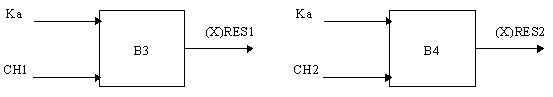 Ka
B3
(X)RES1
CH1
Ka
B4
(X)RES2
CH2